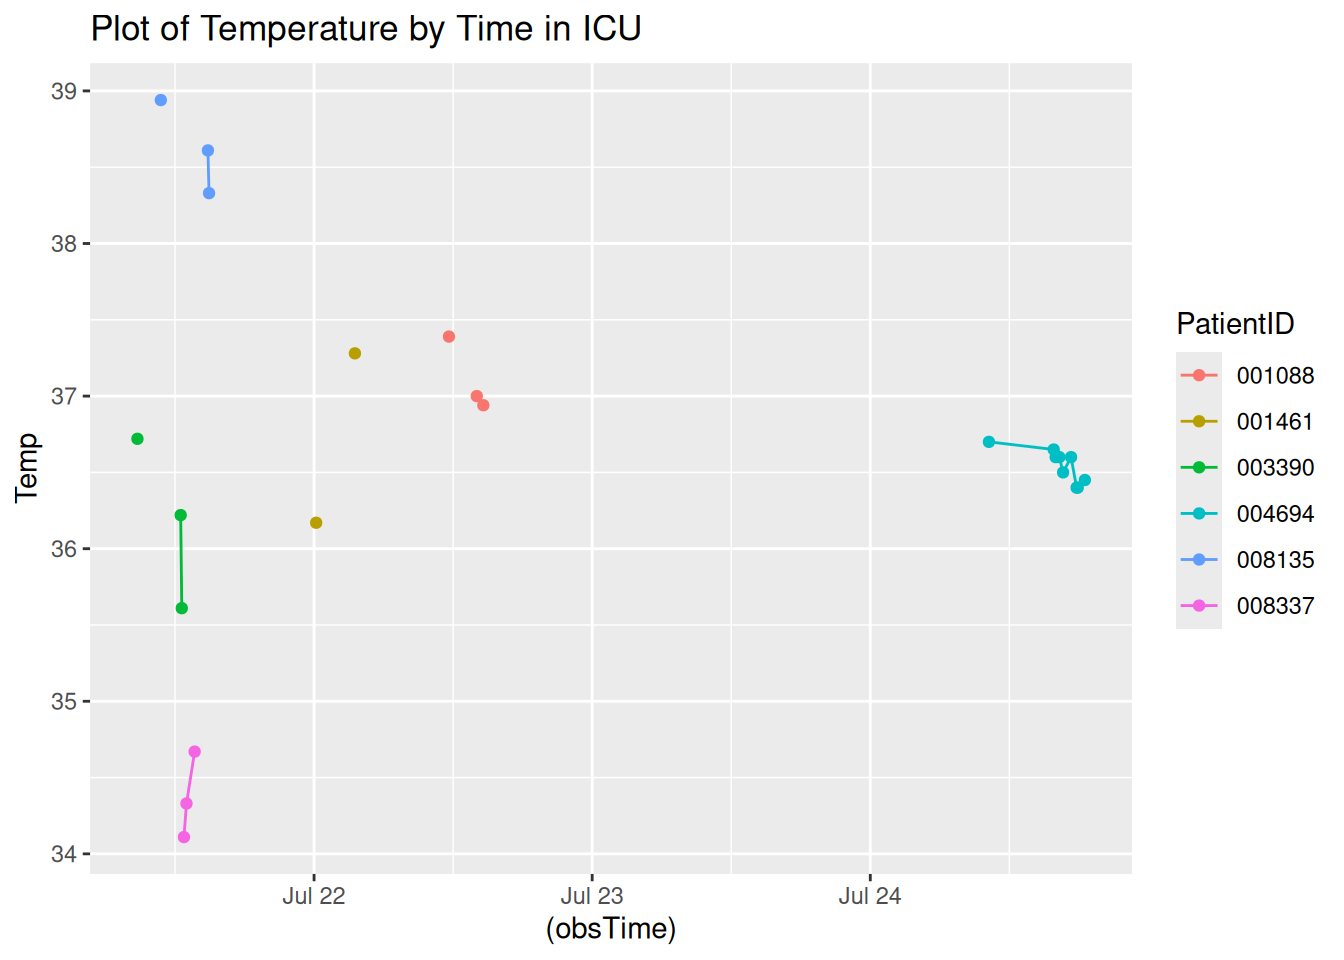 Plot of Temperature by Time in ICU
39
38
37
36
35
34
Temp
Jul 22
Jul 23
Jul 24
(obsTime)
PatientID
001088
001461
003390
004694
008135
008337